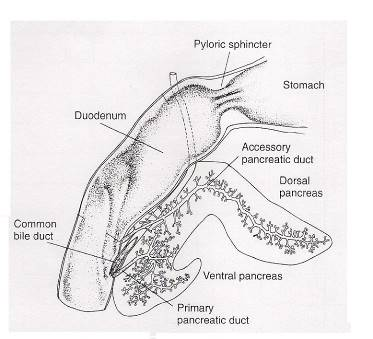 Pyloric sphincter
Stomach
Duodenum
Accessory
pancreatic duct
Dorsal
pancreas
Common
bile duct
Ventral pancreas
Primary
pancreatic duct